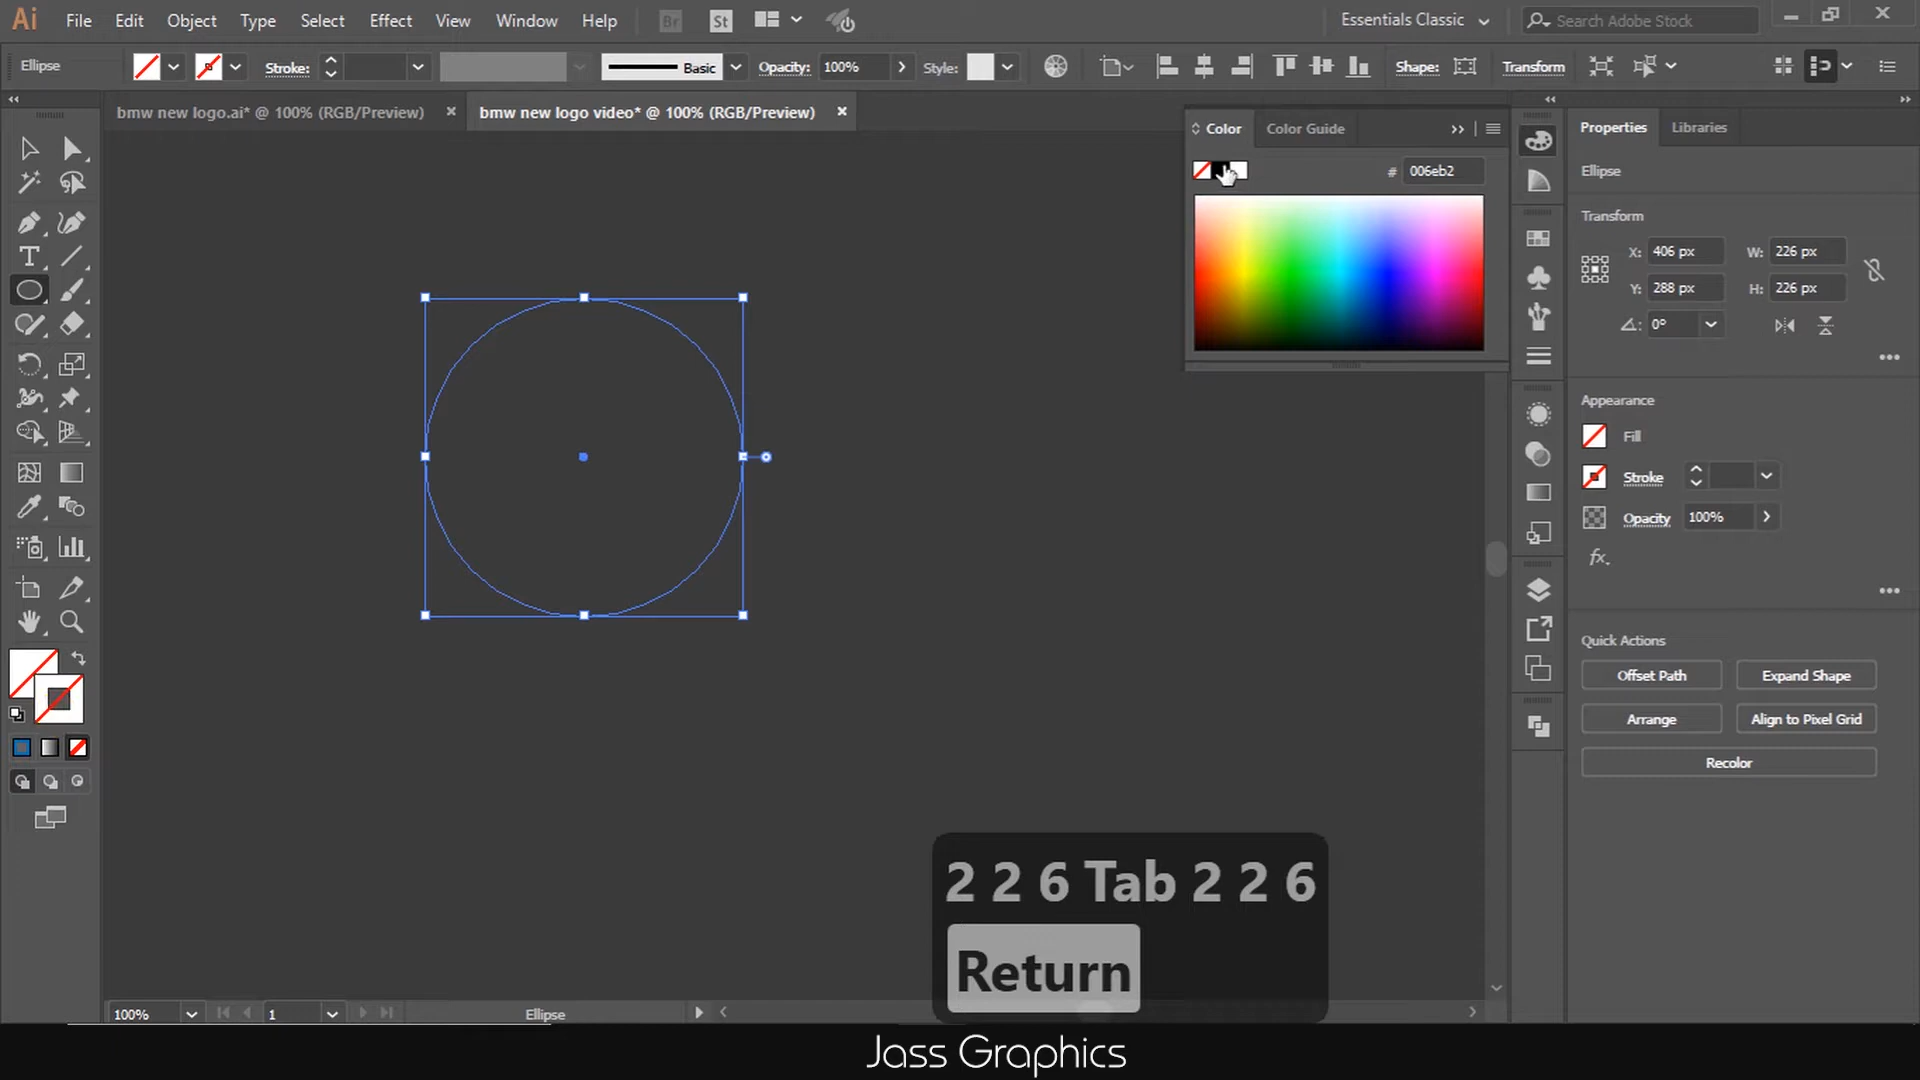 Ai File Edit Object Type Select Effect View Window Help Br St Essentials Classic Search Adobe Stock
Ellipse Stroke: Basic Opacity: 100% Style: Shape: Transform
bmw new logo.ai* @ 100% (RGB/Preview) bmw new logo video* @ 100% (RGB/Preview)
Color Color Guide
# 006eb2
Properties Libraries
Ellipse
Transform
X: 406 px W: 226 px
Y: 288 px H: 226 px
0°
Appearance
Fill
Stroke
Opacity 100%
fx.
Quick Actions
Offset Path Expand Shape
Arrange Align to Pixel Grid
Recolor
2 2 6 Tab 2 2 6
Return
100% 1 Ellipse
Jass Graphics